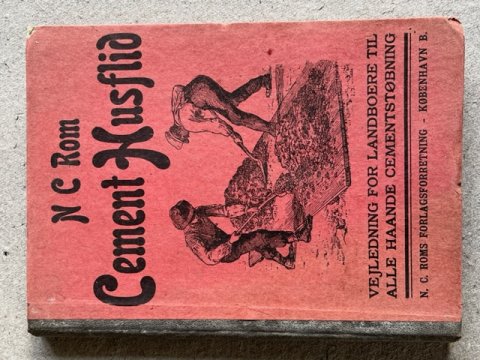 N C Rom
Cement Husflid
VEJLEDNING FOR LANDBOERE TIL
ALLE HAANDE CEMENTSTØBNING
N. C. ROMS FORLAGSFORRETNING - KØBENHAVN B.